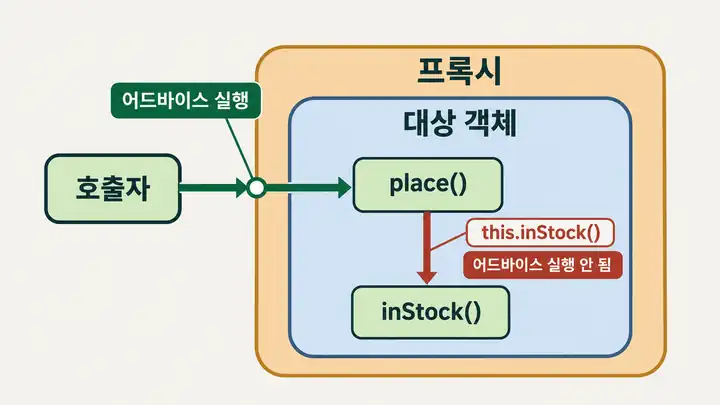 프록시
어드바이스 실행
대상 객체
호출자
place()
this.inStock()
어드바이스 실행 안 됨
inStock()